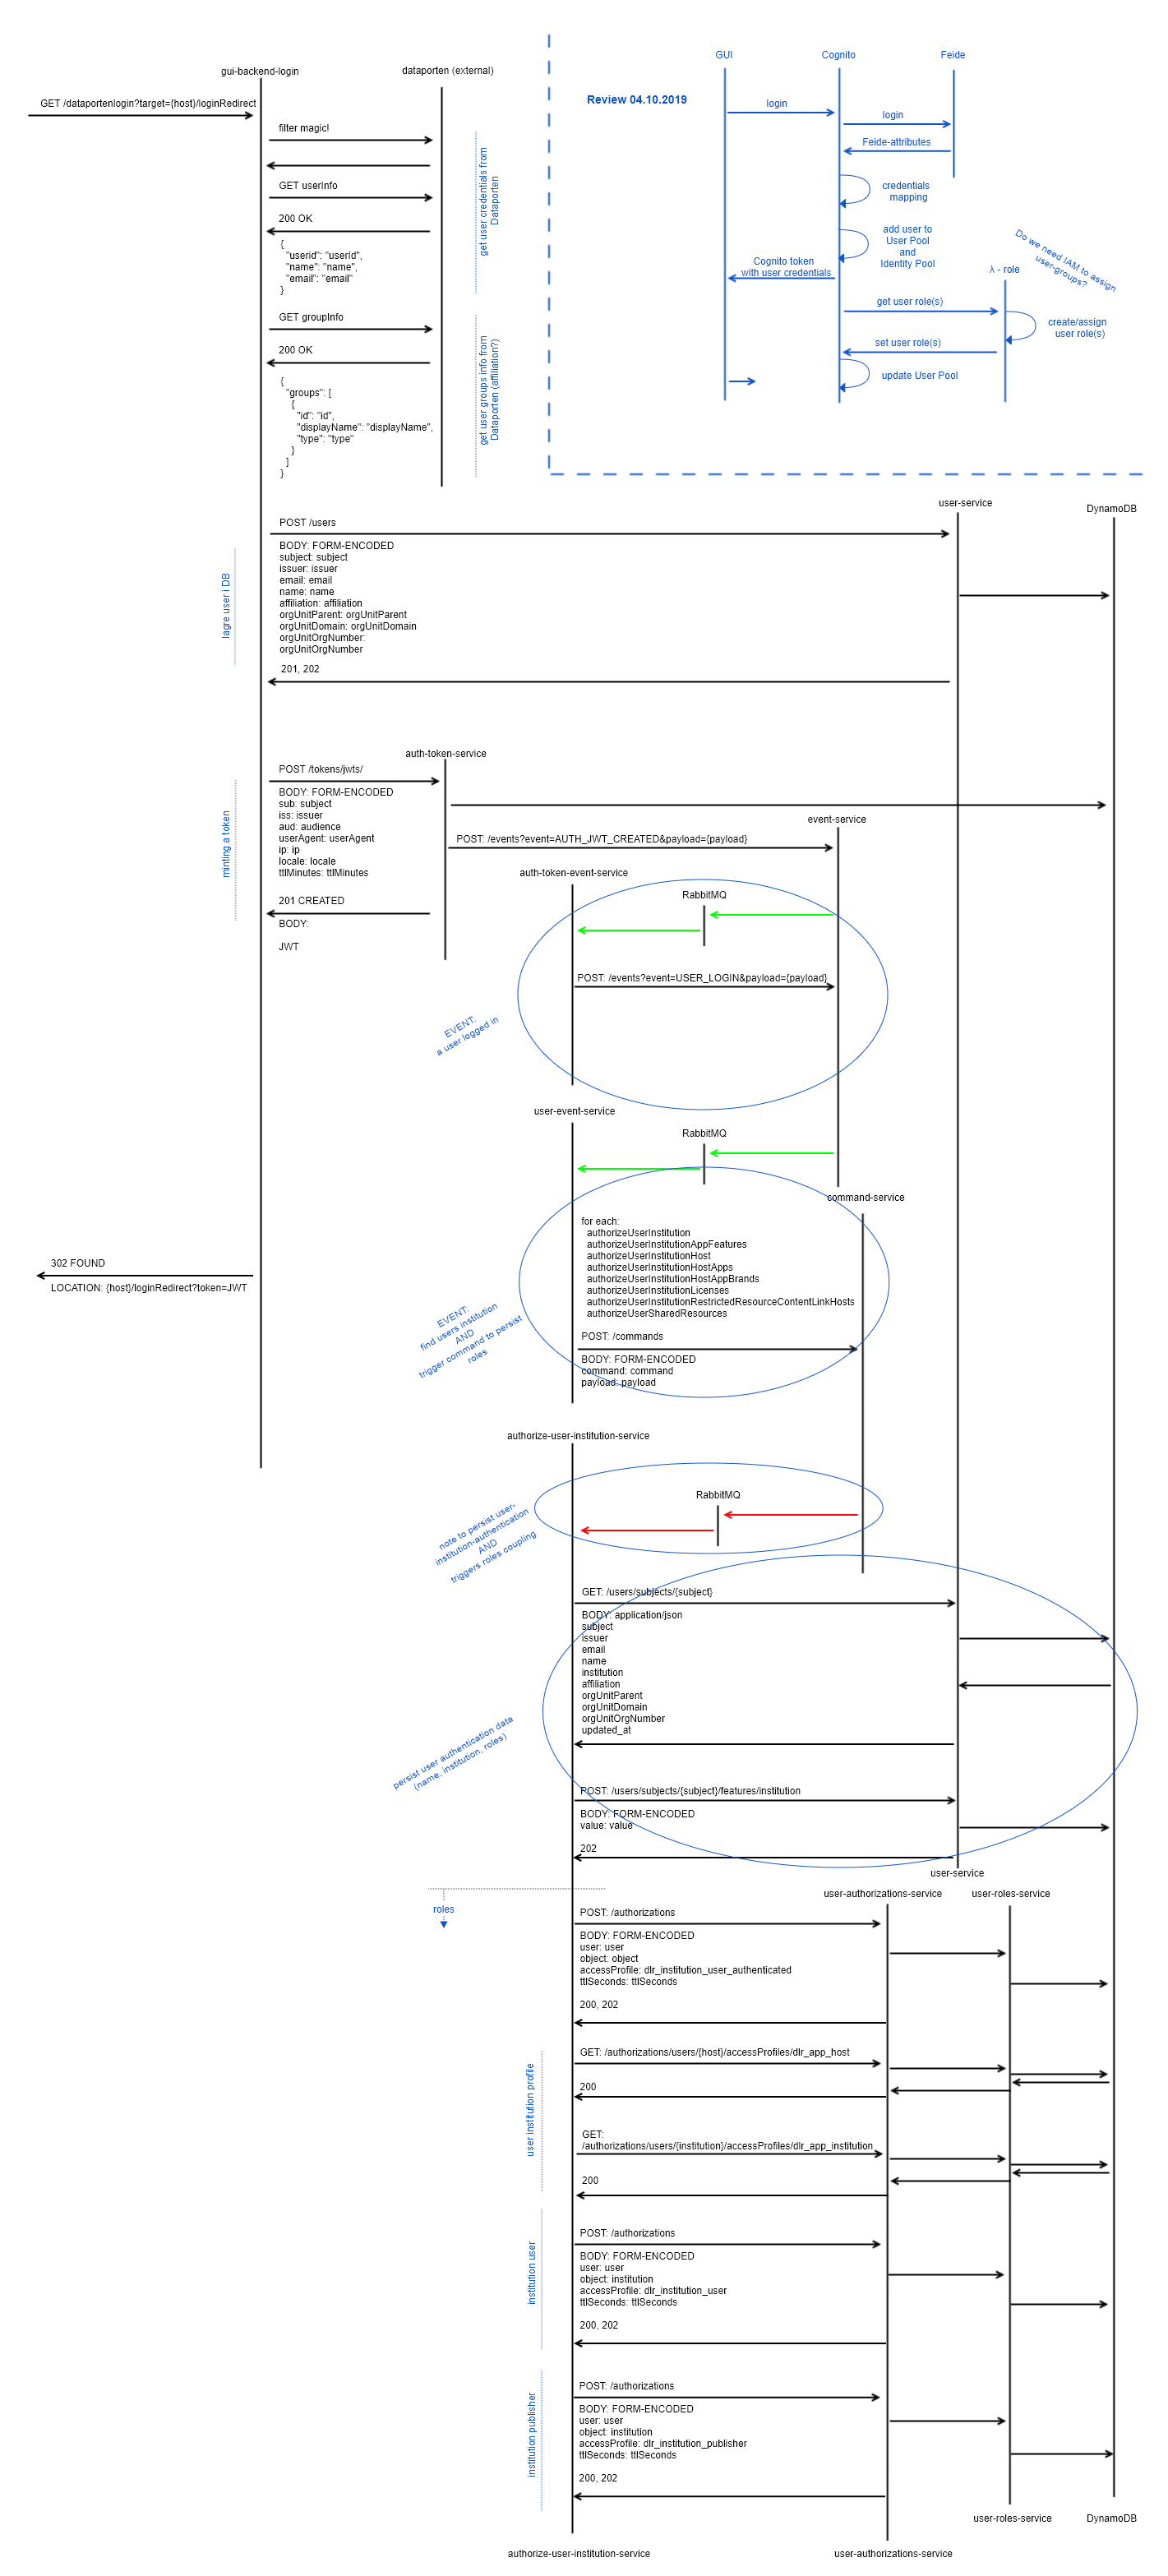 gui-backend-login
dataporten (external)
GET /dataportenlogin?target={host}/loginRedirect
filter magic!
GET userInfo
200 OK
{
"userid": "userId",
"name": "name",
"email": "email"
}
get user credentials from
Dataporten
GET groupInfo
200 OK
{
"groups": [
{
"id": "id",
"displayName": "displayName",
"type": "type"
}
]
}
get user groups info from
Dataporten (affiliation?)
Review 04.10.2019
GUI
Cognito
Feide
login
login
Feide-attributes
credentials
mapping
add user to
User Pool
and
Identity Pool
Cognito token
with user credentials
λ - role
Do we need IAM to assign
user-groups?
get user role(s)
create/assign
user role(s)
set user role(s)
update User Pool
user-service
DynamoDB
POST /users
BODY: FORM-ENCODED
subject: subject
issuer: issuer
email: email
name: name
affiliation: affiliation
orgUnitParent: orgUnitParent
orgUnitDomain: orgUnitDomain
orgUnitOrgNumber:
orgUnitOrgNumber
201, 202
lagre user i DB
auth-token-service
POST /tokens/jwts/
BODY: FORM-ENCODED
sub: subject
iss: issuer
aud: audience
userAgent: userAgent
ip: ip
locale: locale
ttlMinutes: ttlMinutes
201 CREATED
BODY:
JWT
minting a token
event-service
POST: /events?event=AUTH_JWT_CREATED&payload={payload}
auth-token-event-service
RabbitMQ
POST: /events?event=USER_LOGIN&payload={payload}
EVENT:
a user logged in
user-event-service
RabbitMQ
command-service
for each:
authorizeUserInstitution
authorizeUserInstitutionAppFeatures
authorizeUserInstitutionHost
authorizeUserInstitutionHostApps
authorizeUserInstitutionHostAppBrands
authorizeUserInstitutionLicenses
authorizeUserInstitutionRestrictedResourceContentLinkHosts
authorizeUserSharedResources
POST: /commands
BODY: FORM-ENCODED
command: command
payload: payload
302 FOUND
LOCATION: {host}/loginRedirect?token=JWT
EVENT:
find users institution
AND
trigger command to persist
roles
authorize-user-institution-service
RabbitMQ
note to persist user-
institution-authentication
AND
triggers roles coupling
GET: /users/subjects/{subject}
BODY: application/json
subject
issuer
email
name
institution
affiliation
orgUnitParent
orgUnitDomain
orgUnitOrgNumber
updated_at
persist user authentication data
(name, institution, roles)
POST: /users/subjects/{subject}/features/institution
BODY: FORM-ENCODED
value: value
202
user-service
roles
user-authorizations-service
user-roles-service
POST: /authorizations
BODY: FORM-ENCODED
user: user
object: object
accessProfile: dlr_institution_user_authenticated
ttlSeconds: ttlSeconds
200, 202
GET: /authorizations/users/{host}/accessProfiles/dlr_app_host
200
GET:
/authorizations/users/{institution}/accessProfiles/dlr_app_institution
200
user institution profile
POST: /authorizations
BODY: FORM-ENCODED
user: user
object: institution
accessProfile: dlr_institution_user
ttlSeconds: ttlSeconds
200, 202
institution user
POST: /authorizations
BODY: FORM-ENCODED
user: user
object: institution
accessProfile: dlr_institution_publisher
ttlSeconds: ttlSeconds
200, 202
institution publisher
user-roles-service
DynamoDB
authorize-user-institution-service
user-authorizations-service